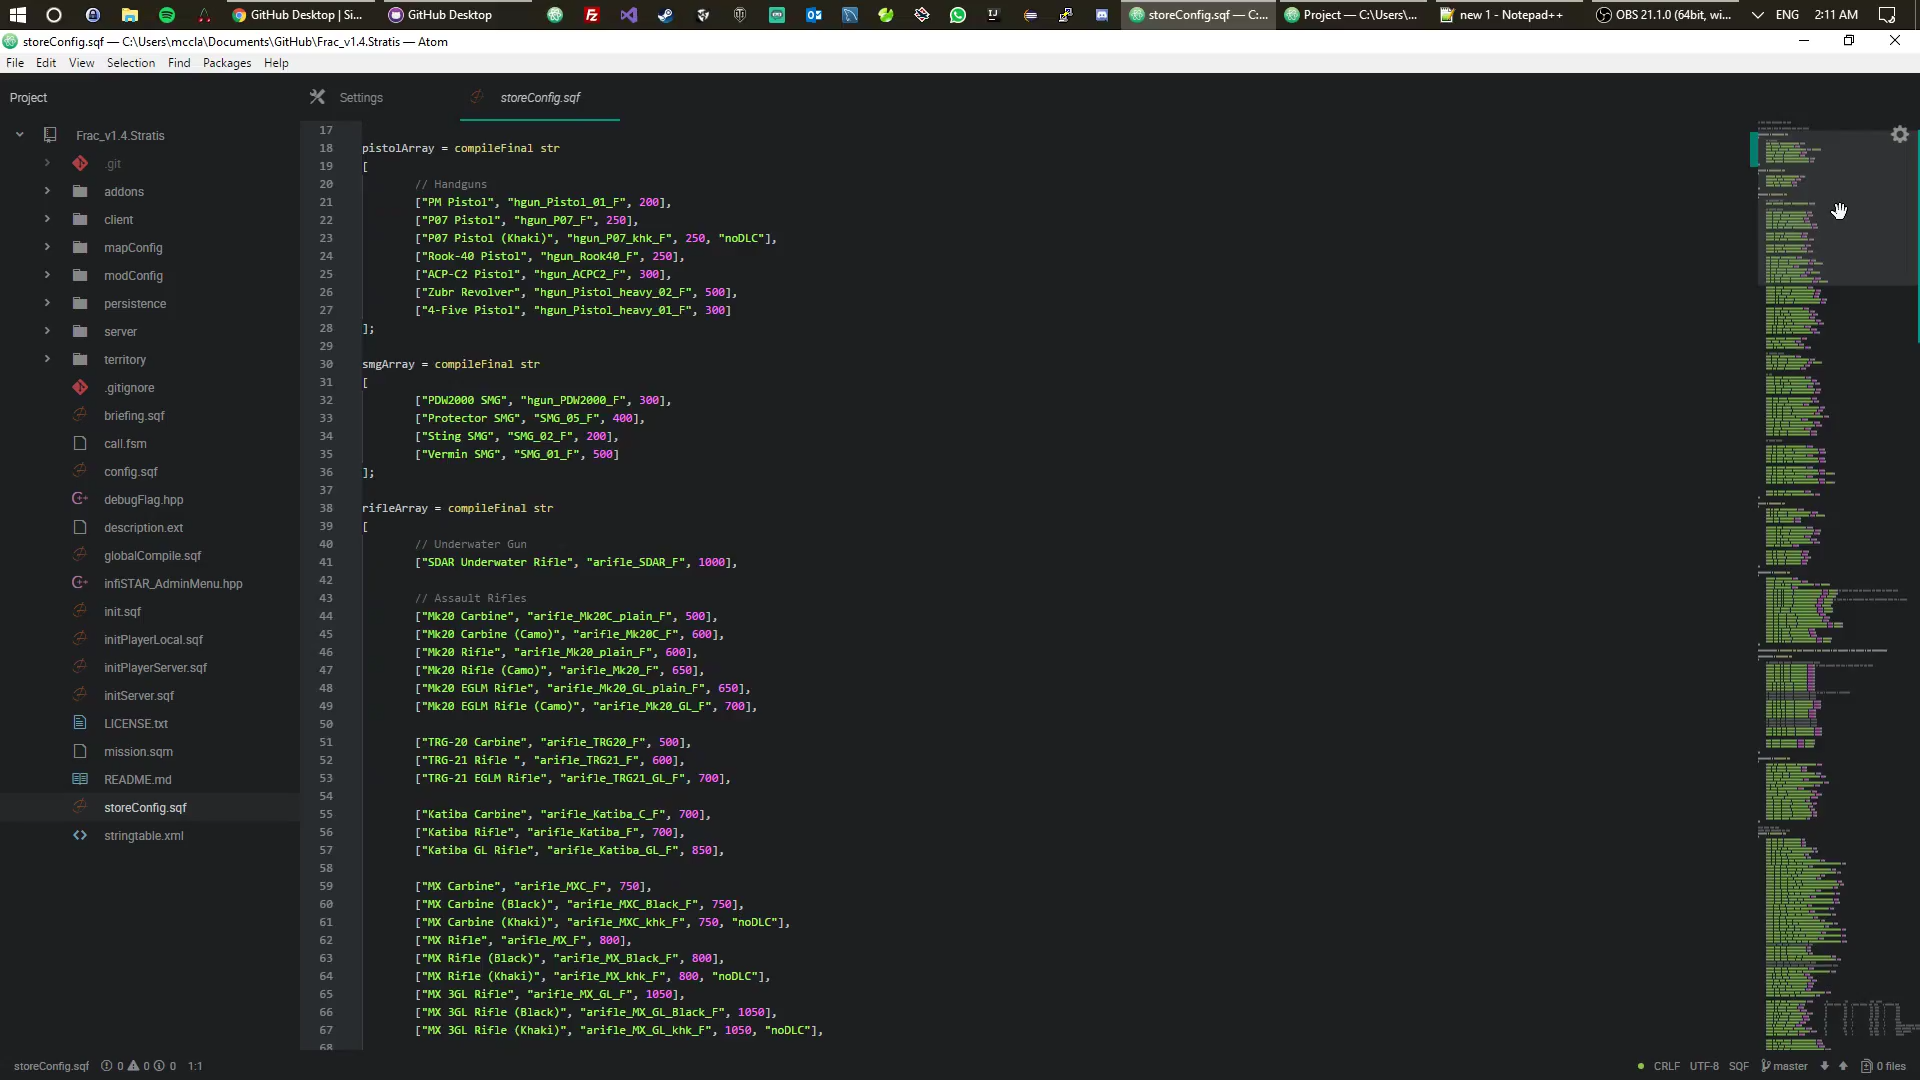 GitHub Desktop | Si...
GitHub Desktop
storeConfig.sqf — C:...
Project — C:\Users\...
new 1 - Notepad++
OBS 21.1.0 (64bit, wi...
ENG
2:11 AM
storeConfig.sqf — C:\Users\mccla\Documents\GitHub\Frac_v1.4.Stratis — Atom
File Edit View Selection Find Packages Help
Project
Settings
storeConfig.sqf
Frac_v1.4.Stratis
.git
addons
client
mapConfig
modConfig
persistence
server
territory
.gitignore
briefing.sqf
call.fsm
config.sqf
debugFlag.hpp
description.ext
globalCompile.sqf
infiSTAR_AdminMenu.hpp
init.sqf
initPlayerLocal.sqf
initPlayerServer.sqf
initServer.sqf
LICENSE.txt
mission.sqm
README.md
storeConfig.sqf
stringtable.xml
17
18 pistolArray = compileFinal str
19 [
20 // Handguns
21 ["PM Pistol", "hgun_Pistol_01_F", 200],
22 ["P07 Pistol", "hgun_P07_F", 250],
23 ["P07 Pistol (Khaki)", "hgun_P07_khk_F", 250, "noDLC"],
24 ["Rook-40 Pistol", "hgun_Rook40_F", 250],
25 ["ACP-C2 Pistol", "hgun_ACPC2_F", 300],
26 ["Zubr Revolver", "hgun_Pistol_heavy_02_F", 500],
27 ["4-Five Pistol", "hgun_Pistol_heavy_01_F", 300]
28 ];
29
30 smgArray = compileFinal str
31 [
32 ["PDW2000 SMG", "hgun_PDW2000_F", 300],
33 ["Protector SMG", "SMG_05_F", 400],
34 ["Sting SMG", "SMG_02_F", 200],
35 ["Vermin SMG", "SMG_01_F", 500]
36 ];
37
38 rifleArray = compileFinal str
39 [
40 // Underwater Gun
41 ["SDAR Underwater Rifle", "arifle_SDAR_F", 1000],
42
43 // Assault Rifles
44 ["Mk20 Carbine", "arifle_Mk20C_plain_F", 500],
45 ["Mk20 Carbine (Camo)", "arifle_Mk20C_F", 600],
46 ["Mk20 Rifle", "arifle_Mk20_plain_F", 600],
47 ["Mk20 Rifle (Camo)", "arifle_Mk20_F", 650],
48 ["Mk20 EGLM Rifle", "arifle_Mk20_GL_plain_F", 650],
49 ["Mk20 EGLM Rifle (Camo)", "arifle_Mk20_GL_F", 700],
50
51 ["TRG-20 Carbine", "arifle_TRG20_F", 500],
52 ["TRG-21 Rifle ", "arifle_TRG21_F", 600],
53 ["TRG-21 EGLM Rifle", "arifle_TRG21_GL_F", 700],
54
55 ["Katiba Carbine", "arifle_Katiba_C_F", 700],
56 ["Katiba Rifle", "arifle_Katiba_F", 700],
57 ["Katiba GL Rifle", "arifle_Katiba_GL_F", 850],
58
59 ["MX Carbine", "arifle_MXC_F", 750],
60 ["MX Carbine (Black)", "arifle_MXC_Black_F", 750],
61 ["MX Carbine (Khaki)", "arifle_MXC_khk_F", 750, "noDLC"],
62 ["MX Rifle", "arifle_MX_F", 800],
63 ["MX Rifle (Black)", "arifle_MX_Black_F", 800],
64 ["MX Rifle (Khaki)", "arifle_MX_khk_F", 800, "noDLC"],
65 ["MX 3GL Rifle", "arifle_MX_GL_F", 1050],
66 ["MX 3GL Rifle (Black)", "arifle_MX_GL_Black_F", 1050],
67 ["MX 3GL Rifle (Khaki)", "arifle_MX_GL_khk_F", 1050, "noDLC"],
68
storeConfig.sqf 0 0 0 1:1
CRLF UTF-8 SQF master 0 files